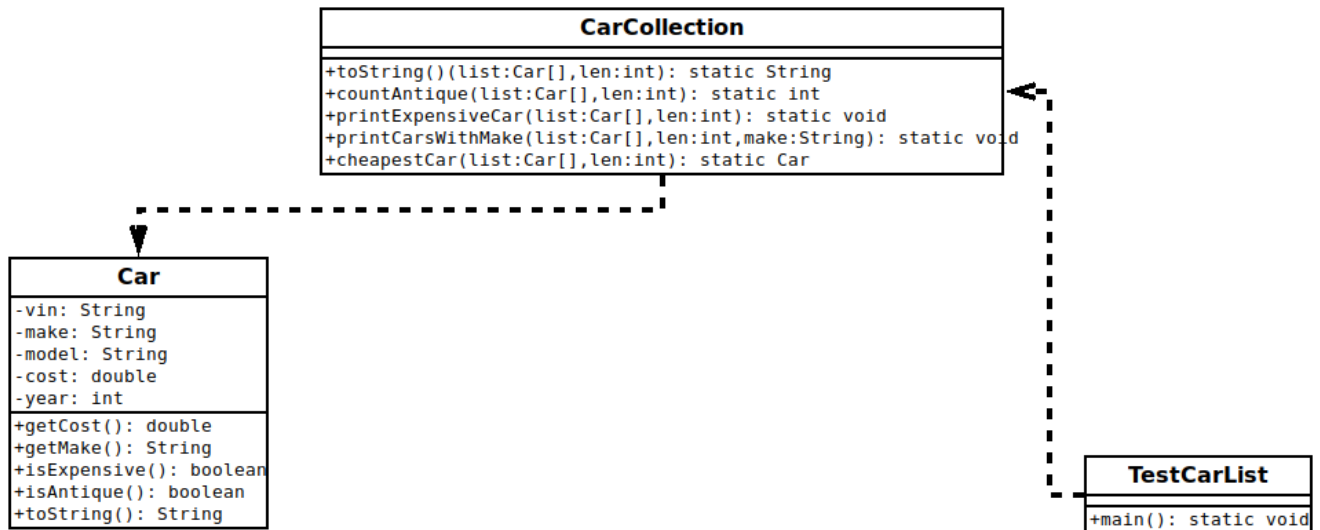 CarCollection
+toString()(list:Car[],len:int): static String
+countAntique(list:Car[],len:int): static int
+printExpensiveCar(list:Car[],len:int): static void
+printCarsWithMake(list:Car[],len:int,make:String): static void
+cheapestCar(list:Car[],len:int): static Car
Car
-vin: String
-make: String
-model: String
-cost: double
-year: int
+getCost(): double
+getMake(): String
+isExpensive(): boolean
+isAntique(): boolean
+toString(): String
TestCarList
+main(): static void